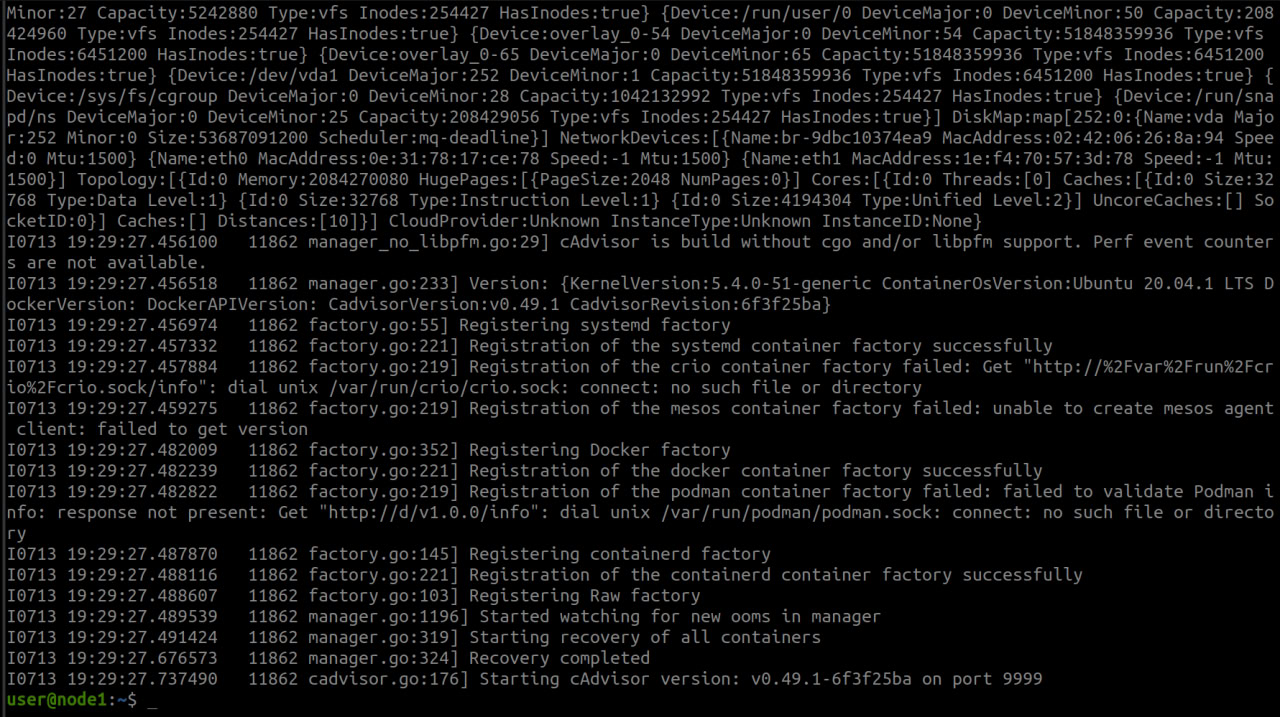 Minor:27 Capacity:5242880 Type:vfs Inodes:254427 HasInodes:true} {Device:/run/user/0 DeviceMajor:0 DeviceMinor:50 Capacity:208
424960 Type:vfs Inodes:254427 HasInodes:true} {Device:overlay_0-54 DeviceMajor:0 DeviceMinor:54 Capacity:51848359936 Type:vfs
Inodes:6451200 HasInodes:true} {Device:overlay_0-65 DeviceMajor:0 DeviceMinor:65 Capacity:51848359936 Type:vfs Inodes:6451200
HasInodes:true} {Device:/dev/vda1 DeviceMajor:252 DeviceMinor:1 Capacity:51848359936 Type:vfs Inodes:6451200 HasInodes:true} {
Device:/sys/fs/cgroup DeviceMajor:0 DeviceMinor:28 Capacity:1042132992 Type:vfs Inodes:254427 HasInodes:true} {Device:/run/sna
pd/ns DeviceMajor:0 DeviceMinor:25 Capacity:208429056 Type:vfs Inodes:254427 HasInodes:true}] DiskMap:map[252:0:{Name:vda Majo
r:252 Minor:0 Size:53687091200 Scheduler:mq-deadline}] NetworkDevices:[{Name:br-9dbc10374ea9 MacAddress:02:42:06:26:8a:94 Spee
d:0 Mtu:1500} {Name:eth0 MacAddress:0e:31:78:17:ce:78 Speed:-1 Mtu:1500} {Name:eth1 MacAddress:1e:f4:70:57:3d:78 Speed:-1 Mtu:
1500}] Topology:[{Id:0 Memory:2084270080 HugePages:[{PageSize:2048 NumPages:0}] Cores:[{Id:0 Threads:[0] Caches:[{Id:0 Size:32
768 Type:Data Level:1} {Id:0 Size:32768 Type:Instruction Level:1} {Id:0 Size:4194304 Type:Unified Level:2}] UncoreCaches:[] So
cketID:0}] Caches:[] Distances:[10]}] CloudProvider:Unknown InstanceType:Unknown InstanceID:None}
I0713 19:29:27.456100   11862 manager_no_libpfm.go:29] cAdvisor is build without cgo and/or libpfm support. Perf event counter
s are not available.
I0713 19:29:27.456518   11862 manager.go:233] Version: {KernelVersion:5.4.0-51-generic ContainerOsVersion:Ubuntu 20.04.1 LTS D
ockerVersion: DockerAPIVersion: CadvisorVersion:v0.49.1 CadvisorRevision:6f3f25ba}
I0713 19:29:27.456974   11862 factory.go:55] Registering systemd factory
I0713 19:29:27.457332   11862 factory.go:221] Registration of the systemd container factory successfully
I0713 19:29:27.457884   11862 factory.go:219] Registration of the crio container factory failed: Get "http://%2Fvar%2Frun%2Fcr
io%2Fcrio.sock/info": dial unix /var/run/crio/crio.sock: connect: no such file or directory
I0713 19:29:27.459275   11862 factory.go:219] Registration of the mesos container factory failed: unable to create mesos agent
 client: failed to get version
I0713 19:29:27.482009   11862 factory.go:352] Registering Docker factory
I0713 19:29:27.482239   11862 factory.go:221] Registration of the docker container factory successfully
I0713 19:29:27.482822   11862 factory.go:219] Registration of the podman container factory failed: failed to validate Podman i
nfo: response not present: Get "http://d/v1.0.0/info": dial unix /var/run/podman/podman.sock: connect: no such file or directo
ry
I0713 19:29:27.487870   11862 factory.go:145] Registering containerd factory
I0713 19:29:27.488116   11862 factory.go:221] Registration of the containerd container factory successfully
I0713 19:29:27.488607   11862 factory.go:103] Registering Raw factory
I0713 19:29:27.489539   11862 manager.go:1196] Started watching for new ooms in manager
I0713 19:29:27.491424   11862 manager.go:319] Starting recovery of all containers
I0713 19:29:27.676573   11862 manager.go:324] Recovery completed
I0713 19:29:27.737490   11862 cadvisor.go:176] Starting cAdvisor version: v0.49.1-6f3f25ba on port 9999
user@node1:~$ _